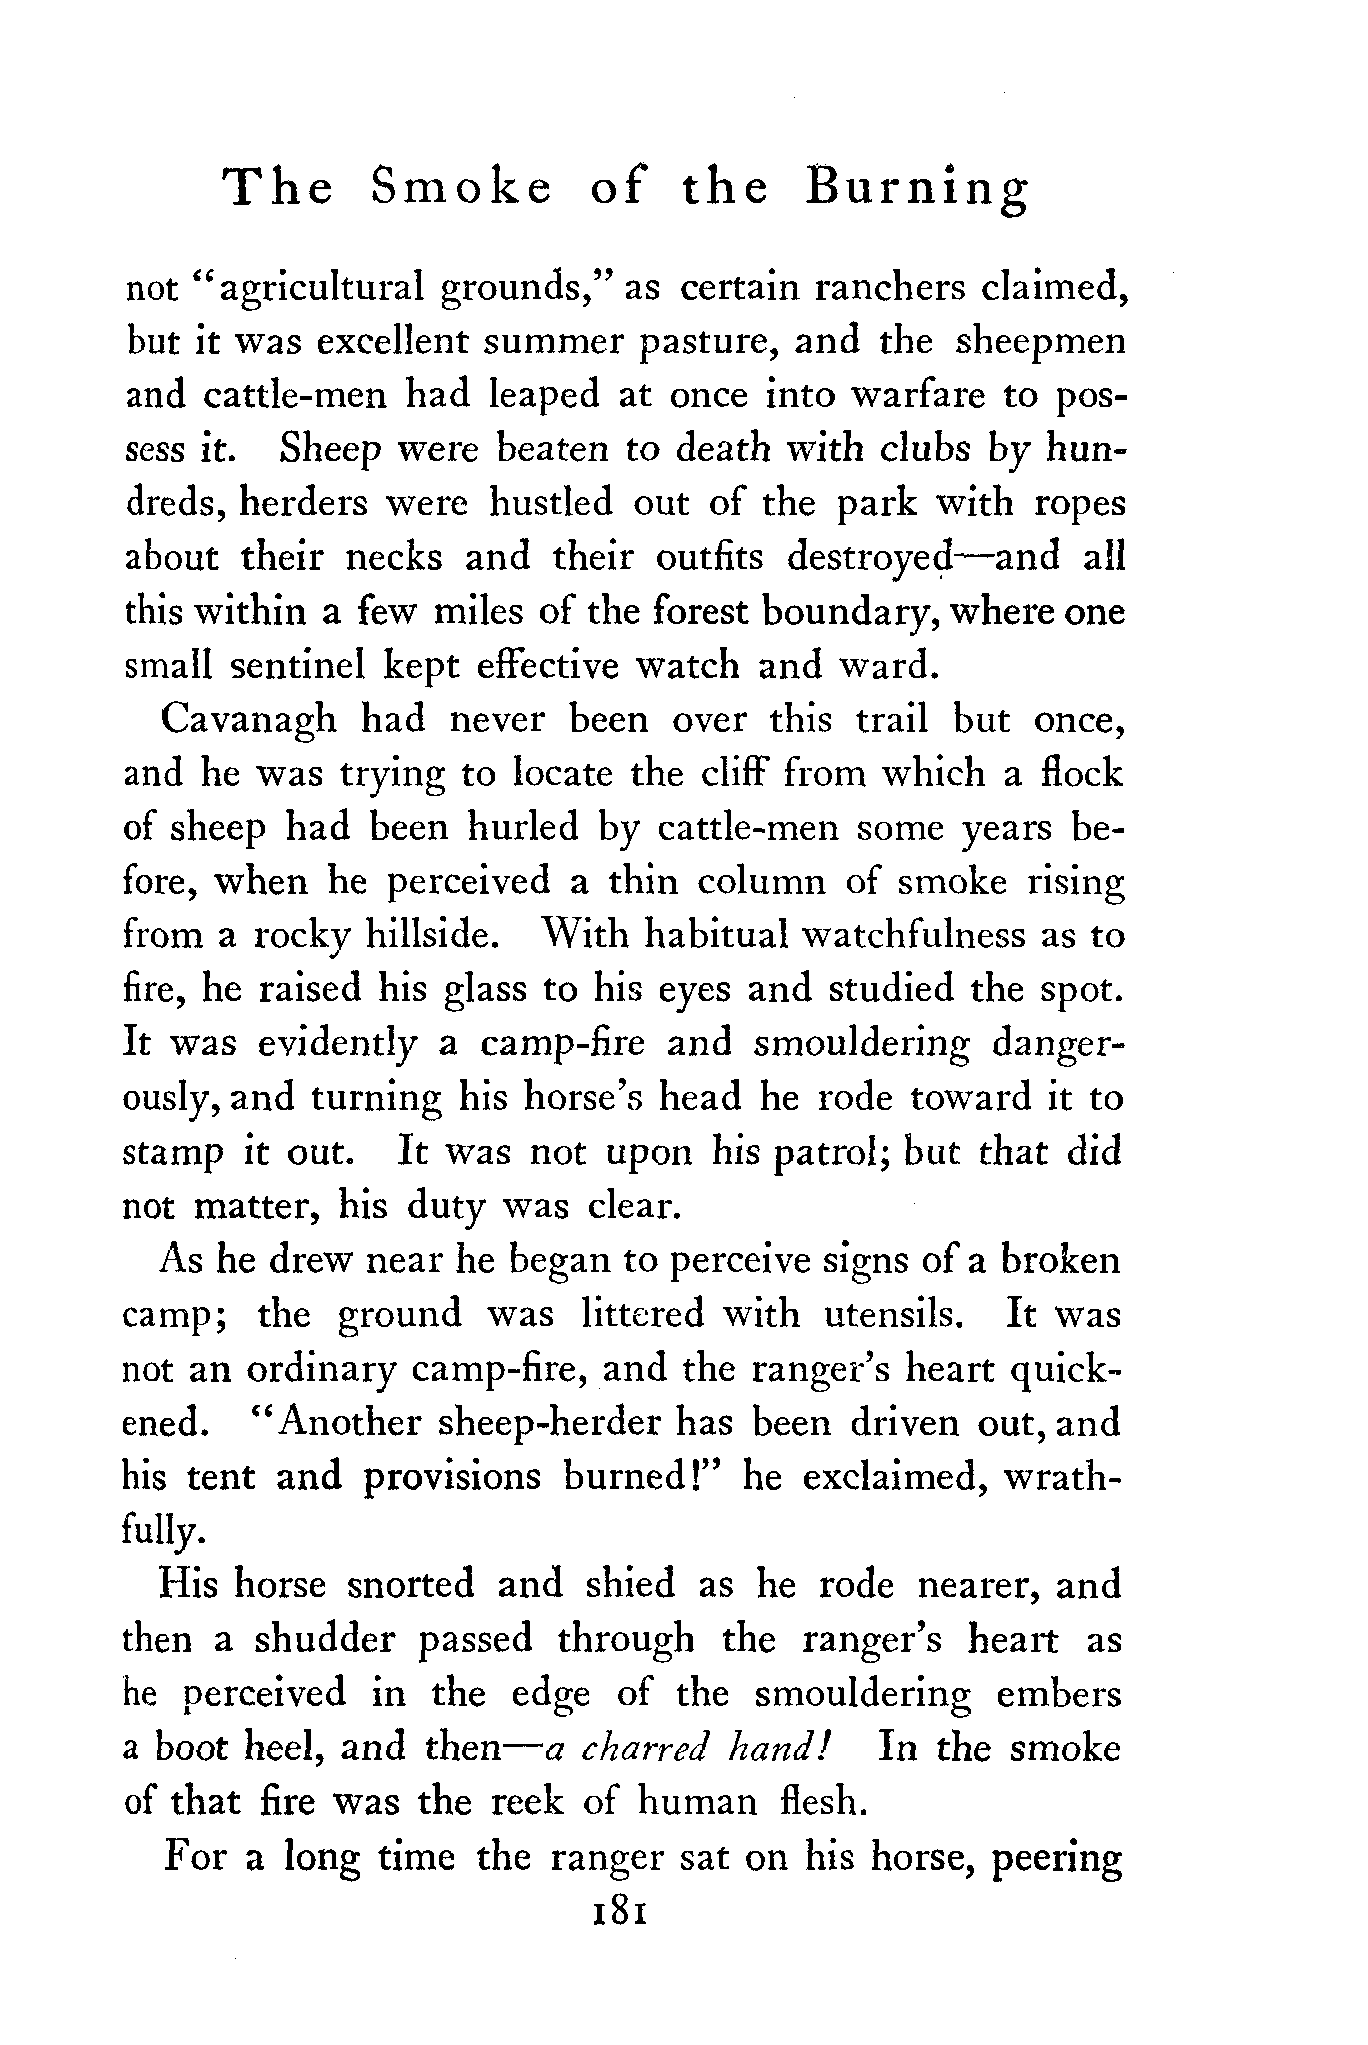 The Smoke of the Burning
not "agricultural grounds," as certain ranchers claimed,
but it was excellent summer pasture, and the sheepmen
and cattle-men had leaped at once into warfare to pos-
sess it. Sheep were beaten to death with clubs by hun-
dreds, herders were hustled out of the park with ropes
about their necks and their outfits destroyed—and all
this within a few miles of the forest boundary, where one
small sentinel kept effective watch and ward.
Cavanagh had never been over this trail but once,
and he was trying to locate the cliff from which a flock
of sheep had been hurled by cattle-men some years be-
fore, when he perceived a thin column of smoke rising
from a rocky hillside. With habitual watchfulness as to
fire, he raised his glass to his eyes and studied the spot.
It was evidently a camp-fire and smouldering danger-
ously, and turning his horse's head he rode toward it to
stamp it out. It was not upon his patrol; but that did
not matter, his duty was clear.
As he drew near he began to perceive signs of a broken
camp; the ground was littered with utensils. It was
not an ordinary camp-fire, and the ranger's heart quick-
ened. "Another sheep-herder has been driven out, and
his tent and provisions burned!" he exclaimed, wrath-
fully.
His horse snorted and shied as he rode nearer, and
then a shudder passed through the ranger's heart as
he perceived in the edge of the smouldering embers
a boot heel, and then—a charred hand! In the smoke
of that fire was the reek of human flesh.
For a long time the ranger sat on his horse, peering
181